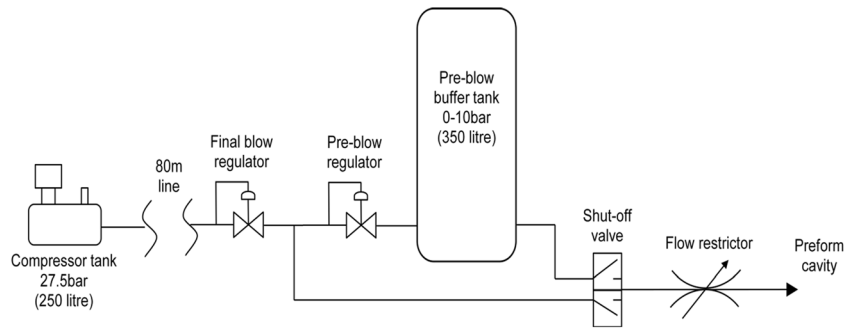 Pre-blow
buffer tank
0-10bar
(350 litre)
Final blow
regulator
Pre-blow
regulator
80m
line
Shut-off
valve
Flow restrictor
Preform
cavity
Compressor tank
27.5bar
(250 litre)